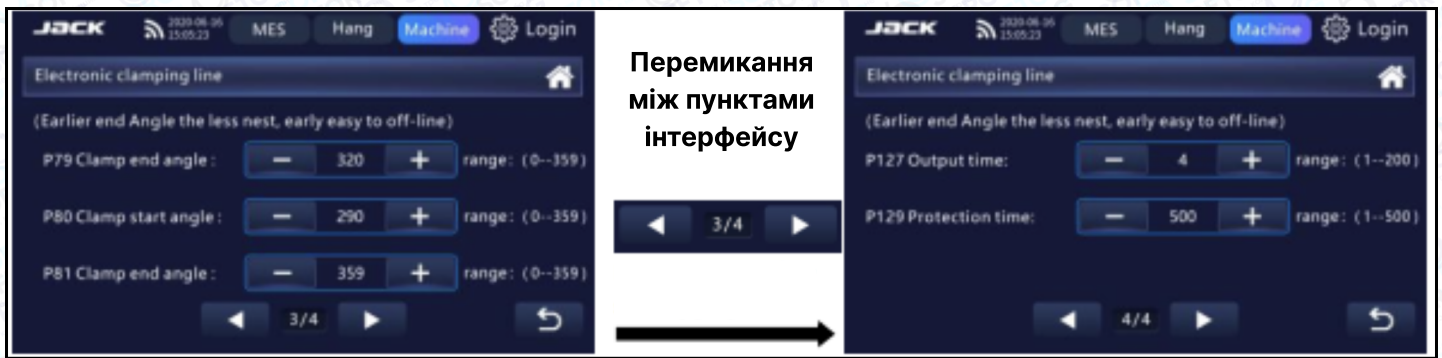 JACK 2020-06-16 15:05:23 MES Hang Machine Login
Electronic clamping line
(Earlier end Angle the less nest, early easy to off-line)
P79 Clamp end angle : — 320 + range: (0--359)
P80 Clamp start angle : — 290 + range: (0--359)
P81 Clamp end angle : — 359 + range: (0--359)
3/4
Перемикання
між пунктами
інтерфейсу
3/4
JACK 2020-06-16 15:05:23 MES Hang Machine Login
Electronic clamping line
(Earlier end Angle the less nest, early easy to off-line)
P127 Output time: — 4 + range: (1--200)
P129 Protection time: — 500 + range: (1--500)
4/4